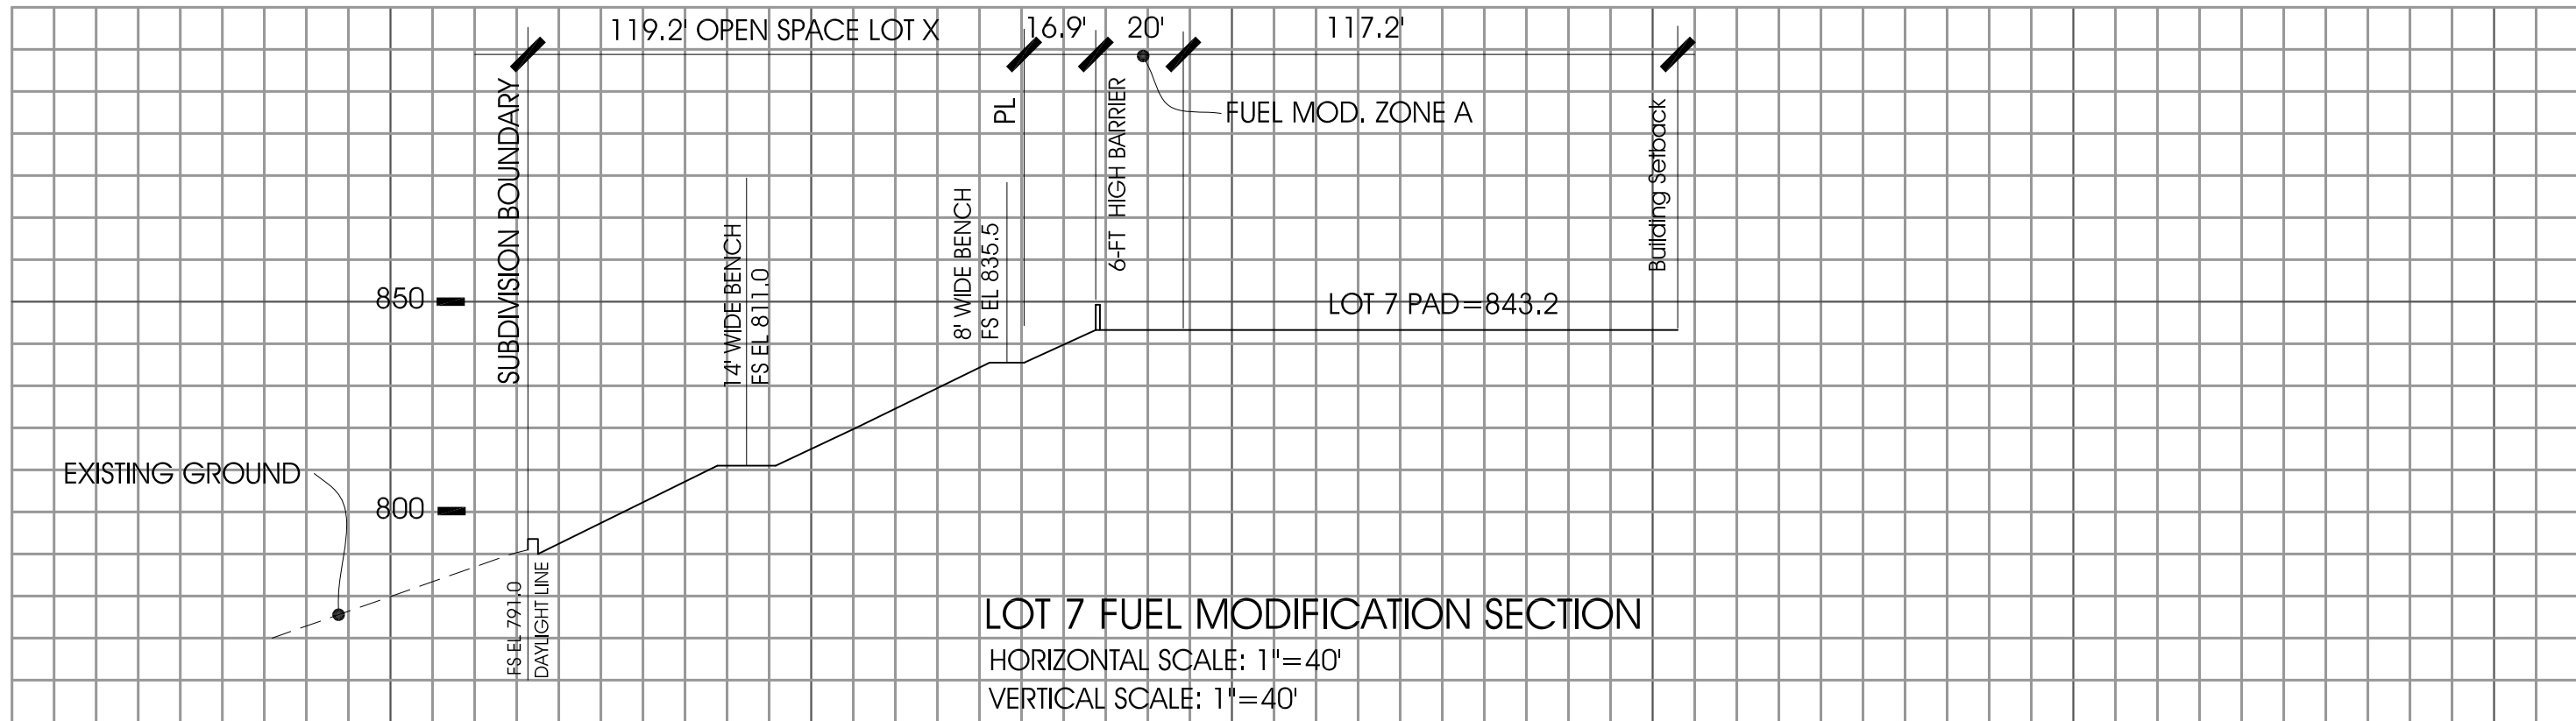 119.2' OPEN SPACE LOT X
16.9'
20'
117.2'
SUBDIVISION BOUNDARY
PL
6-FT HIGH BARRIER
FUEL MOD. ZONE A
Building Setback
14' WIDE BENCH
FS EL 811.0
8' WIDE BENCH
FS EL 835.5
850
LOT 7 PAD=843.2
EXISTING GROUND
800
FS EL 791.0
DAYLIGHT LINE
LOT 7 FUEL MODIFICATION SECTION
HORIZONTAL SCALE: 1"=40'
VERTICAL SCALE: 1"=40'